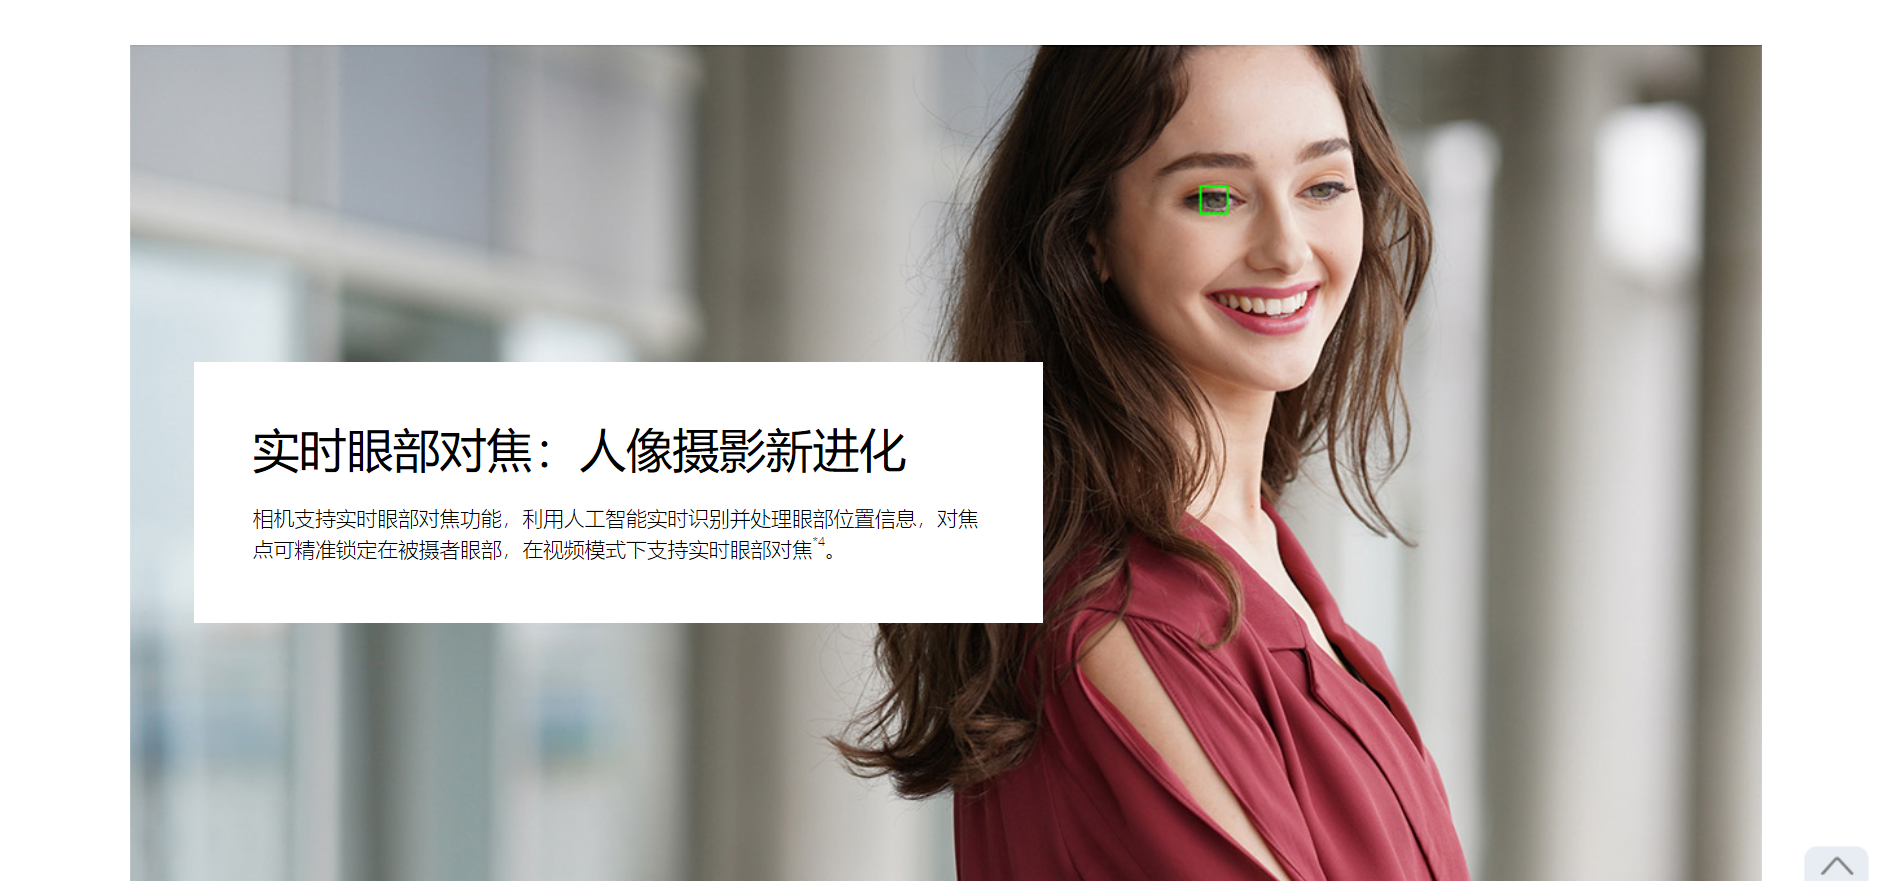 实时眼部对焦：人像摄影新进化
相机支持实时眼部对焦功能，利用人工智能实时识别并处理眼部位置信息，对焦
点可精准锁定在被摄者眼部，在视频模式下支持实时眼部对焦*4。